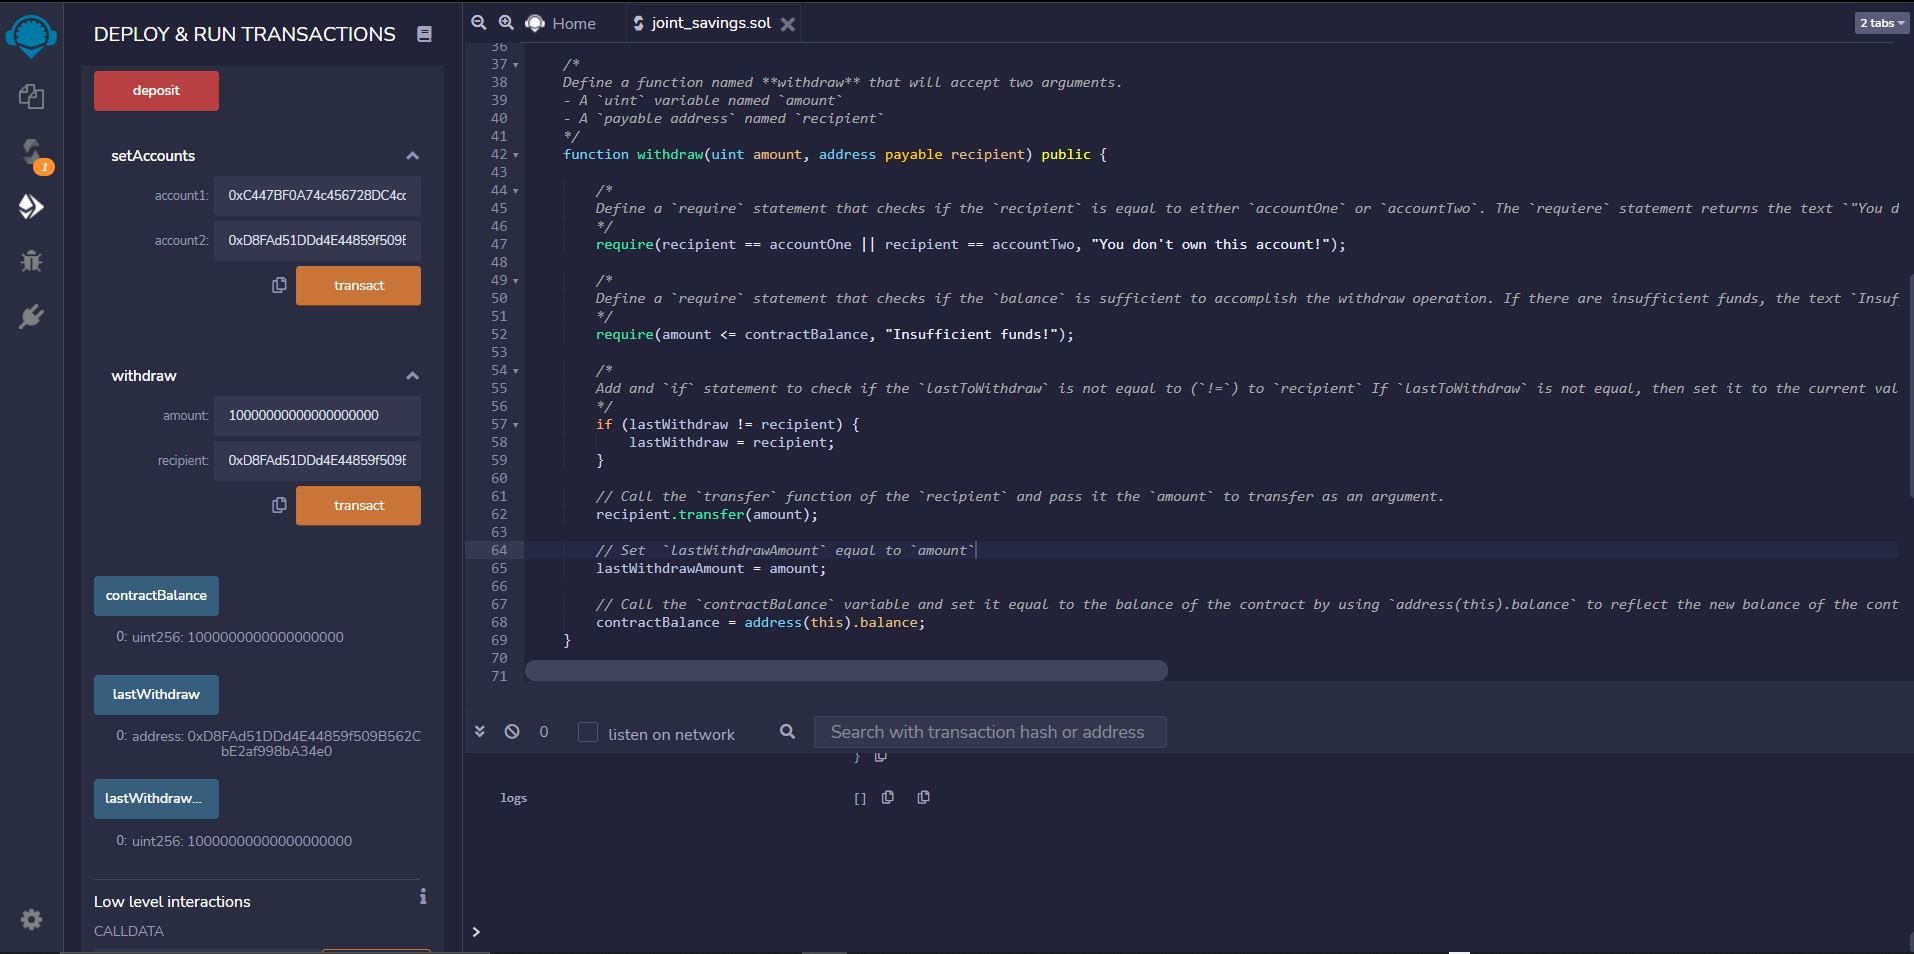 DEPLOY & RUN TRANSACTIONS
deposit
setAccounts
account1: 0xC447BF0A74c456728DC4cc
account2: 0xD8FAd51DDd4E44859f509E
transact
withdraw
amount: 10000000000000000000
recipient: 0xD8FAd51DDd4E44859f509E
transact
contractBalance
0: uint256: 1000000000000000000
lastWithdraw
0: address: 0xD8FAd51DDd4E44859f509B562C
bE2af998bA34e0
lastWithdraw...
0: uint256: 10000000000000000000
Low level interactions
CALLDATA
1
Home
joint_savings.sol
2 tabs
36
37 /*
38 Define a function named **withdraw** that will accept two arguments.
39 - A `uint` variable named `amount`
40 - A `payable address` named `recipient`
41 */
42 function withdraw(uint amount, address payable recipient) public {
43
44 /*
45 Define a `require` statement that checks if the `recipient` is equal to either `accountOne` or `accountTwo`. The `requiere` statement returns the text `"You d
46 */
47 require(recipient == accountOne || recipient == accountTwo, "You don't own this account!");
48
49 /*
50 Define a `require` statement that checks if the `balance` is sufficient to accomplish the withdraw operation. If there are insufficient funds, the text `Insuf
51 */
52 require(amount <= contractBalance, "Insufficient funds!");
53
54 /*
55 Add and `if` statement to check if the `lastToWithdraw` is not equal to (`!=`) to `recipient` If `lastToWithdraw` is not equal, then set it to the current val
56 */
57 if (lastWithdraw != recipient) {
58 lastWithdraw = recipient;
59 }
60
61 // Call the `transfer` function of the `recipient` and pass it the `amount` to transfer as an argument.
62 recipient.transfer(amount);
63
64 // Set  `lastWithdrawAmount` equal to `amount`
65 lastWithdrawAmount = amount;
66
67 // Call the `contractBalance` variable and set it equal to the balance of the contract by using `address(this).balance` to reflect the new balance of the cont
68 contractBalance = address(this).balance;
69 }
70
71
0 listen on network Search with transaction hash or address
}
logs []
>